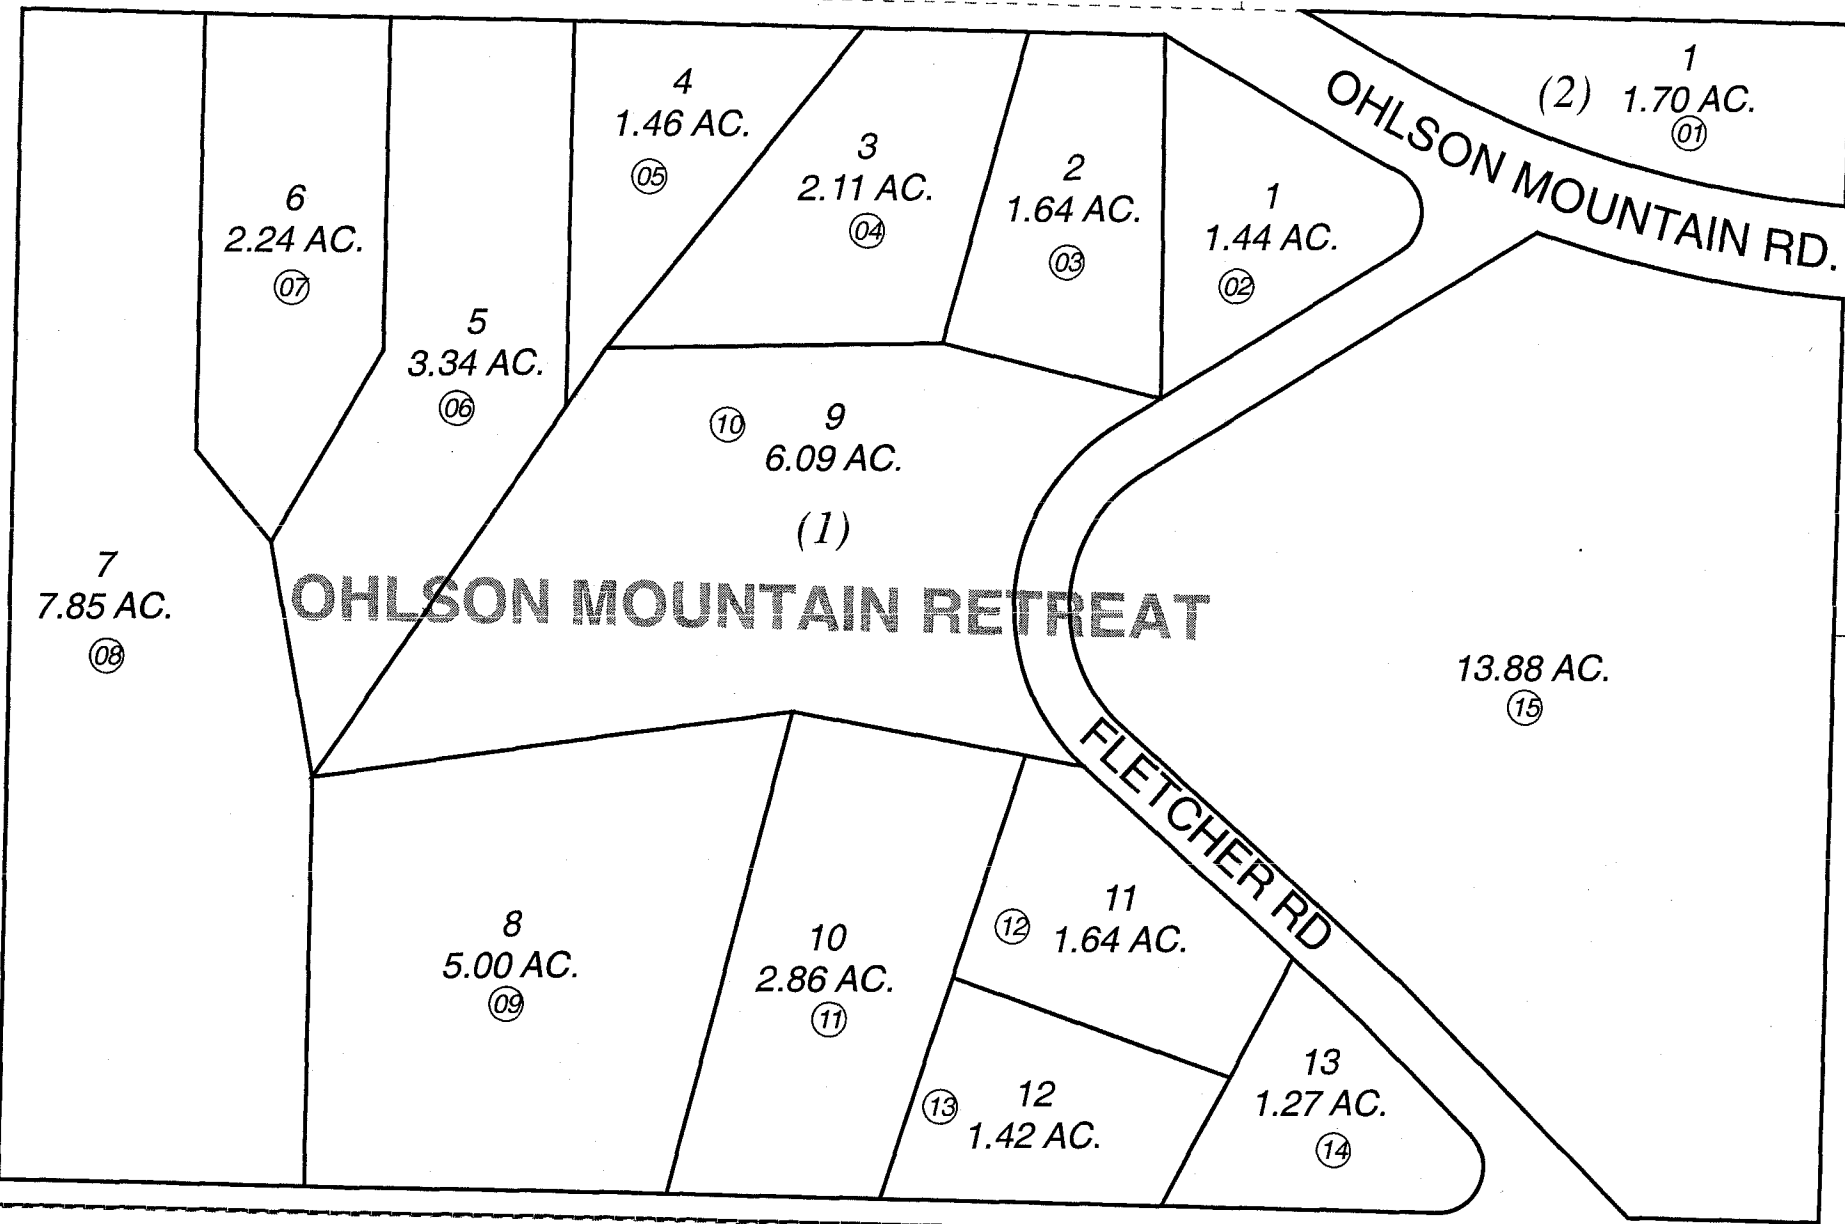 1
(2) 1.70 AC.
01
OHLSON MOUNTAIN RD.
4
1.46 AC.
05
3
2.11 AC.
04
2
1.64 AC.
03
1
1.44 AC.
02
6
2.24 AC.
07
5
3.34 AC.
06
10
9
6.09 AC.
(1)
OHLSON MOUNTAIN RETREAT
7
7.85 AC.
08
13.88 AC.
15
FLETCHER RD
8
5.00 AC.
09
10
2.86 AC.
11
11
12 1.64 AC.
12
13 1.42 AC.
13
1.27 AC.
14